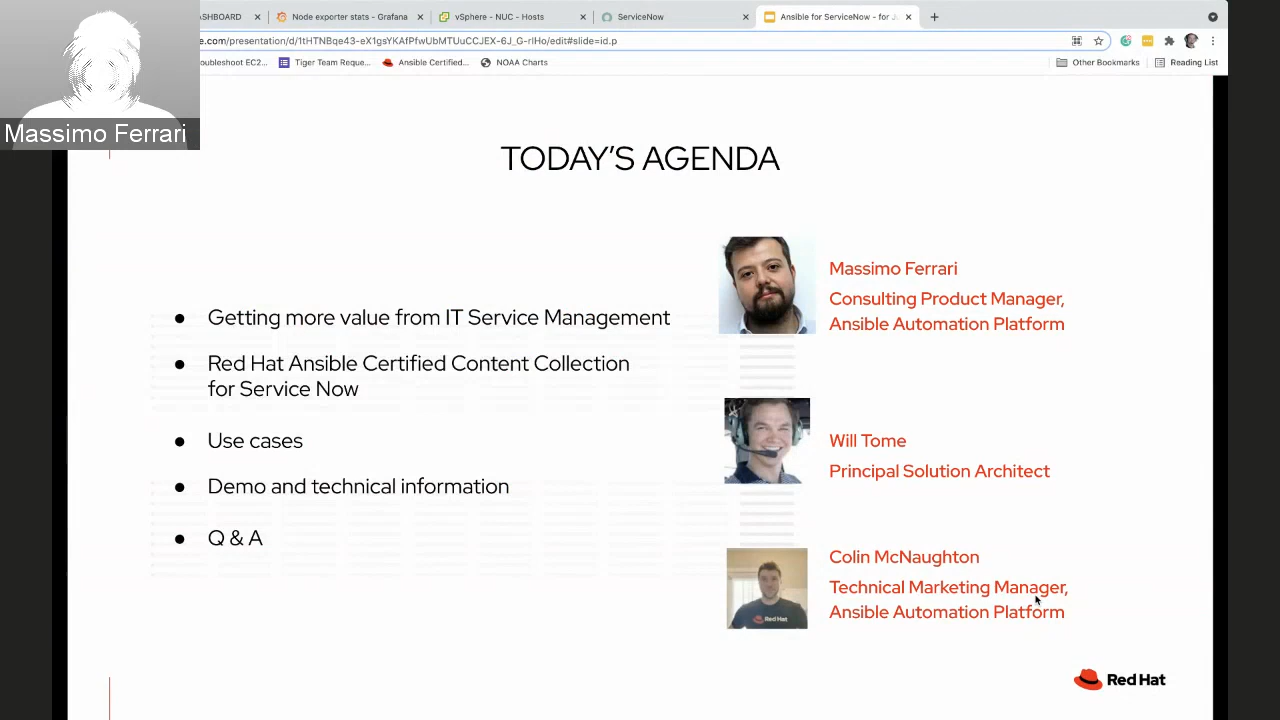 ASHBOARD
Node exporter stats - Grafana
vSphere - NUC - Hosts
ServiceNow
Ansible for ServiceNow - for J
e.com/presentation/d/1tHTNBqe43-eX1gsYKAfPfwUbMTUuCCJEX-6J_G-rIHo/edit#slide=id.p
oubleshoot EC2...
Tiger Team Reque...
Ansible Certified...
NOAA Charts
Other Bookmarks
Reading List
Massimo Ferrari
TODAY'S AGENDA
● Getting more value from IT Service Management
● Red Hat Ansible Certified Content Collection
for Service Now
● Use cases
● Demo and technical information
● Q & A
Massimo Ferrari
Consulting Product Manager,
Ansible Automation Platform
Will Tome
Principal Solution Architect
Colin McNaughton
Technical Marketing Manager,
Ansible Automation Platform
Red Hat
Red Hat